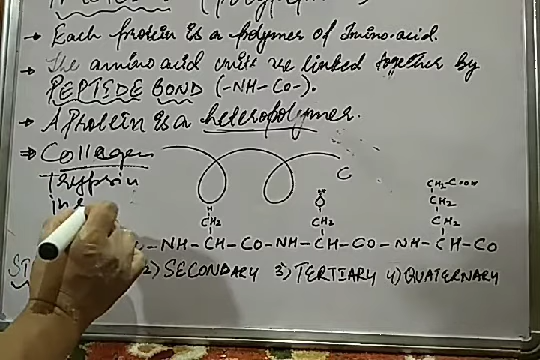 → Each protein is a polymer of Amino acid.
→ The amino acid units are linked together by
PEPTIDE BOND (-NH-CO-).
→ A Protein is a heteropolymer.
⇒ Collagen
C
Trypsin
CH₂-COOH
In
H
O
CH₂
CH₂
CH₂
-NH-CH-CO-NH-CH-CO-NH-CH-CO
2) SECONDARY 3) TERTIARY 4) QUATERNARY